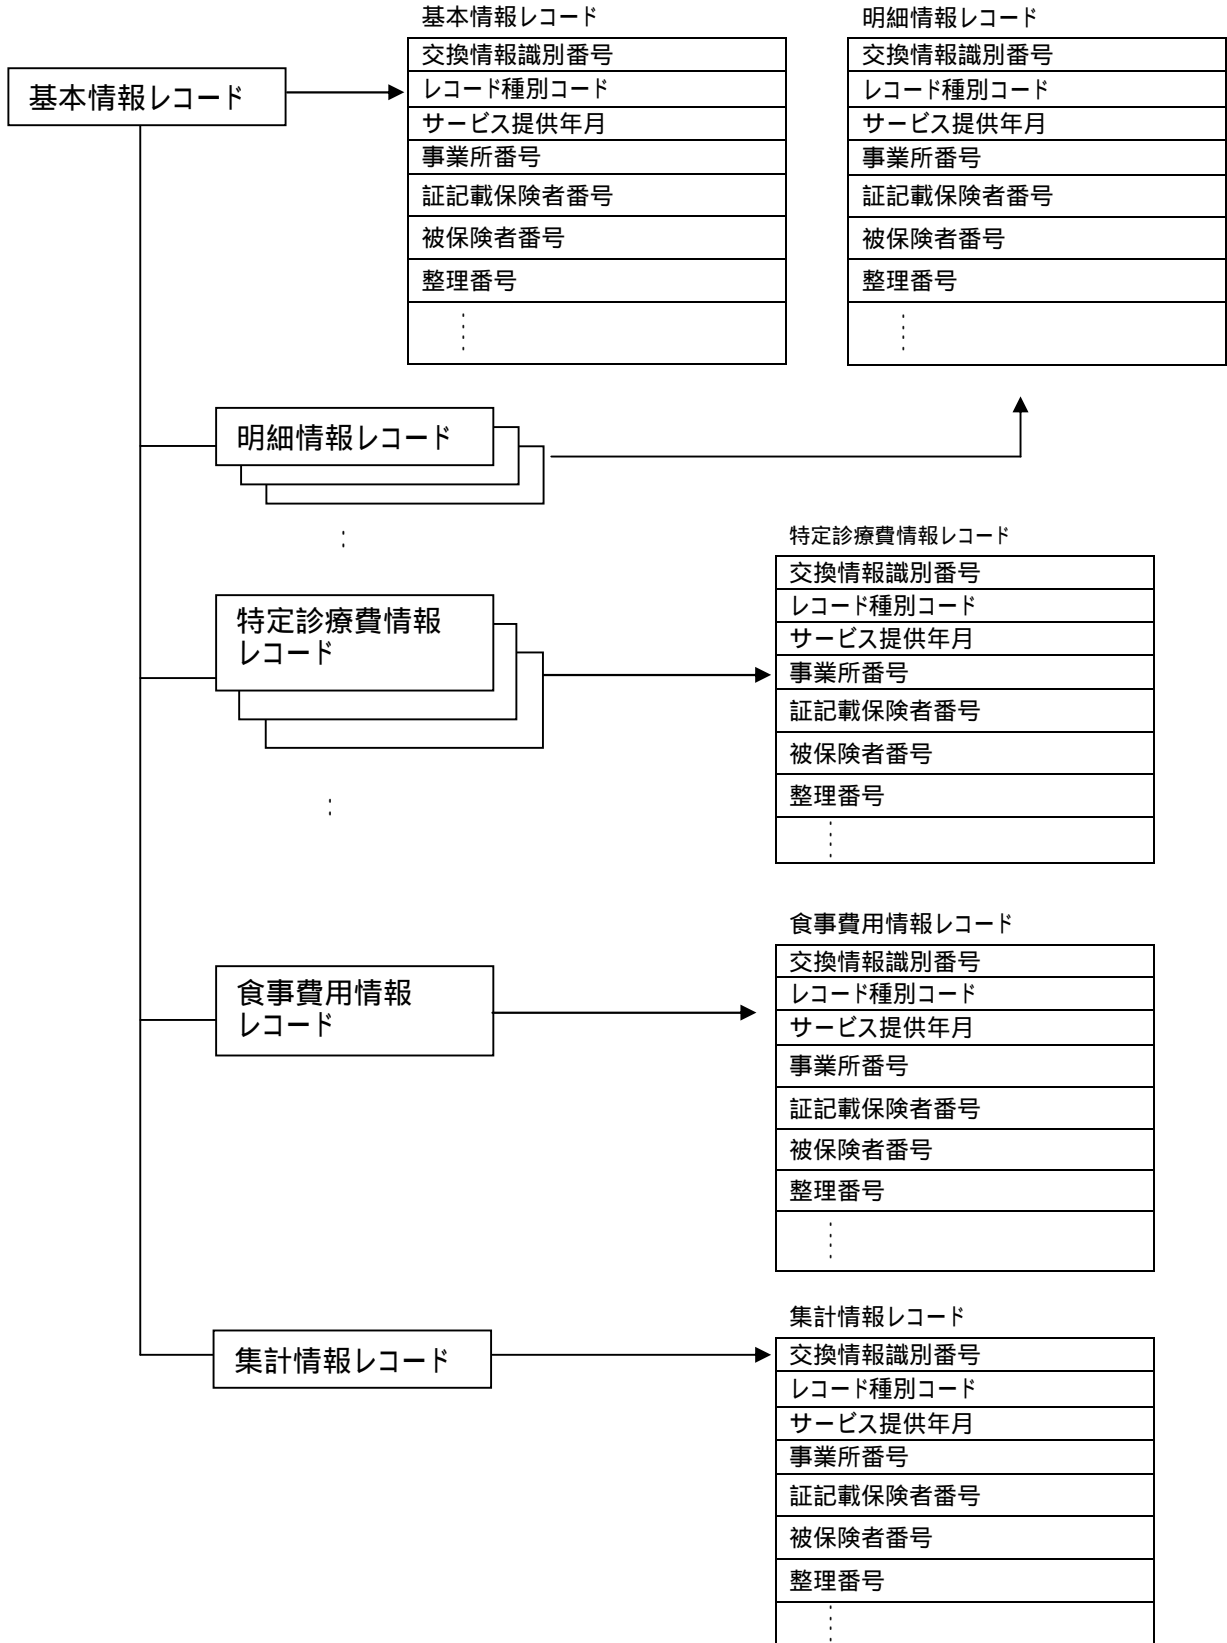 基本情報レコード
基本情報レコード
交換情報識別番号
レコード種別コード
サービス提供年月
事業所番号
証記載保険者番号
被保険者番号
整理番号
明細情報レコード
交換情報識別番号
レコード種別コード
サービス提供年月
事業所番号
証記載保険者番号
被保険者番号
整理番号
明細情報レコード
特定診療費情報
レコード
特定診療費情報レコード
交換情報識別番号
レコード種別コード
サービス提供年月
事業所番号
証記載保険者番号
被保険者番号
整理番号
食事費用情報
レコード
食事費用情報レコード
交換情報識別番号
レコード種別コード
サービス提供年月
事業所番号
証記載保険者番号
被保険者番号
整理番号
集計情報レコード
集計情報レコード
交換情報識別番号
レコード種別コード
サービス提供年月
事業所番号
証記載保険者番号
被保険者番号
整理番号